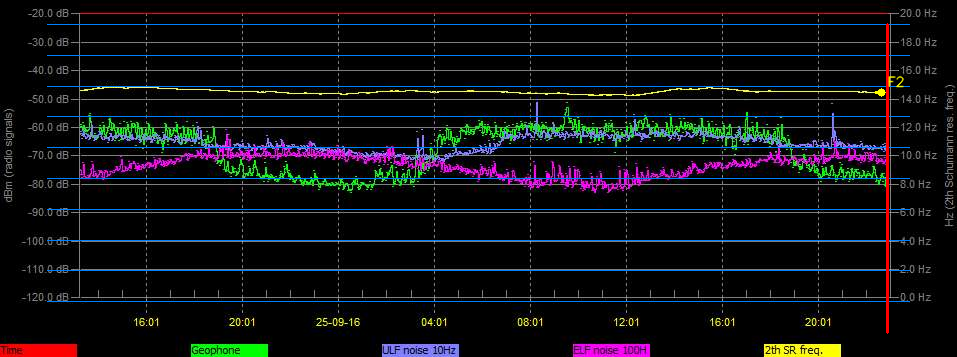 -20.0 dB
-30.0 dB
-40.0 dB
-50.0 dB
-60.0 dB
-70.0 dB
-80.0 dB
-90.0 dB
-100.0 dB
-110.0 dB
-120.0 dB
dBm (radio signals)
20.0 Hz
18.0 Hz
16.0 Hz
14.0 Hz
12.0 Hz
10.0 Hz
8.0 Hz
6.0 Hz
4.0 Hz
2.0 Hz
0.0 Hz
Hz (2th Schumann res. freq.)
F2
16:01 20:01 25-09-16 04:01 08:01 12:01 16:01 20:01
Time Geophone ULF noise 10Hz ELF noise 100H 2th SR freq.